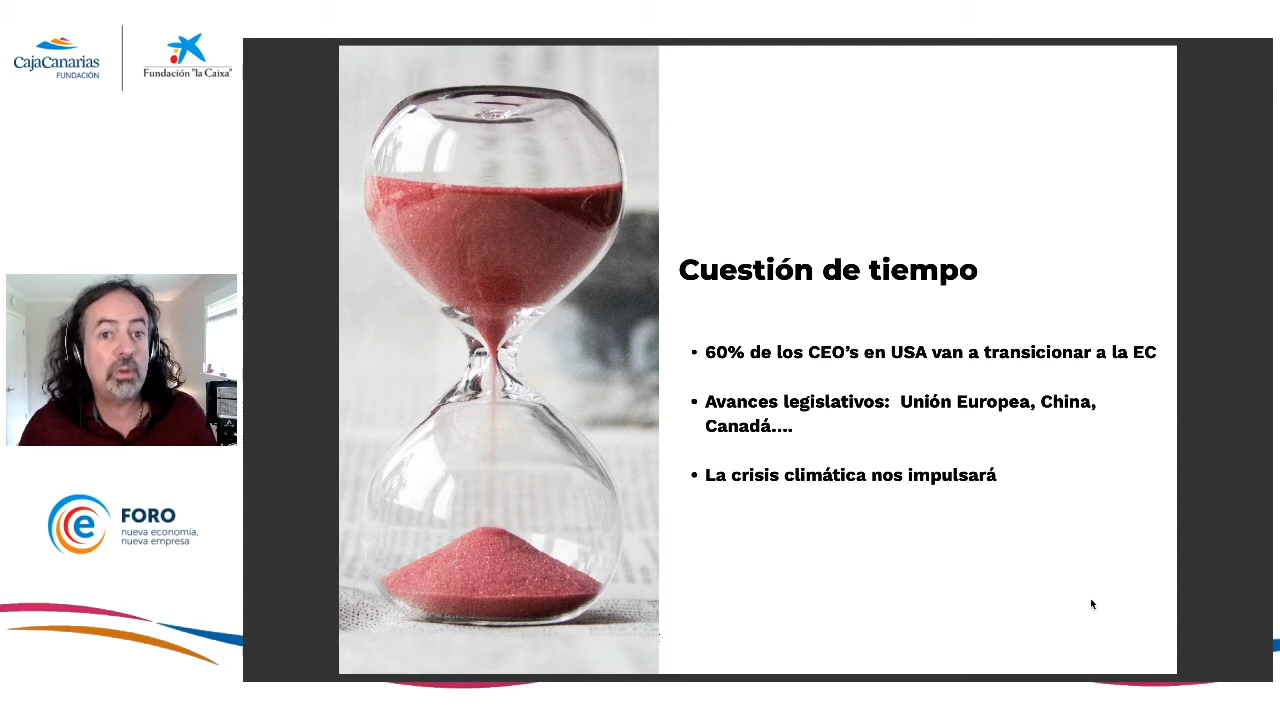 CajaCanarias
FUNDACIÓN
Fundación "la Caixa"
Cuestión de tiempo
• 60% de los CEO’s en USA van a transicionar a la EC
• Avances legislativos:  Unión Europea, China,
Canadá....
• La crisis climática nos impulsará
e
FORO
nueva economía,
nueva empresa